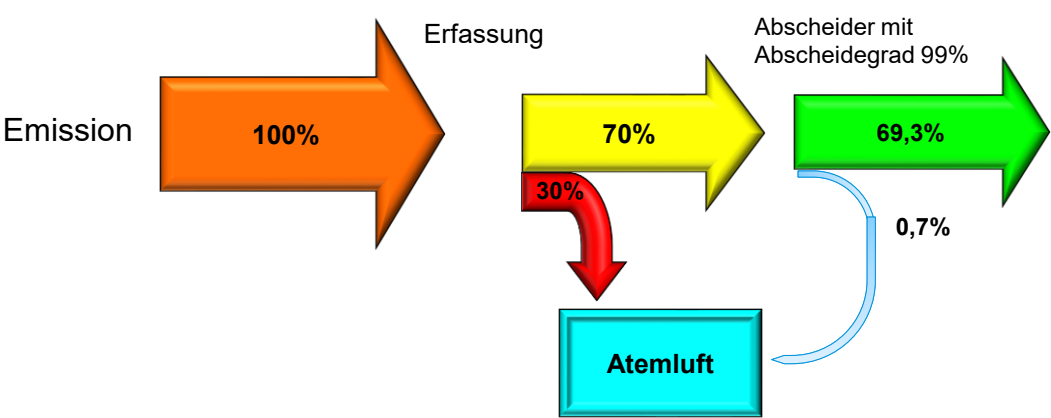 Emission
100%
Erfassung
70%
30%
Abscheider mit
Abscheidegrad 99%
69,3%
0,7%
Atemluft